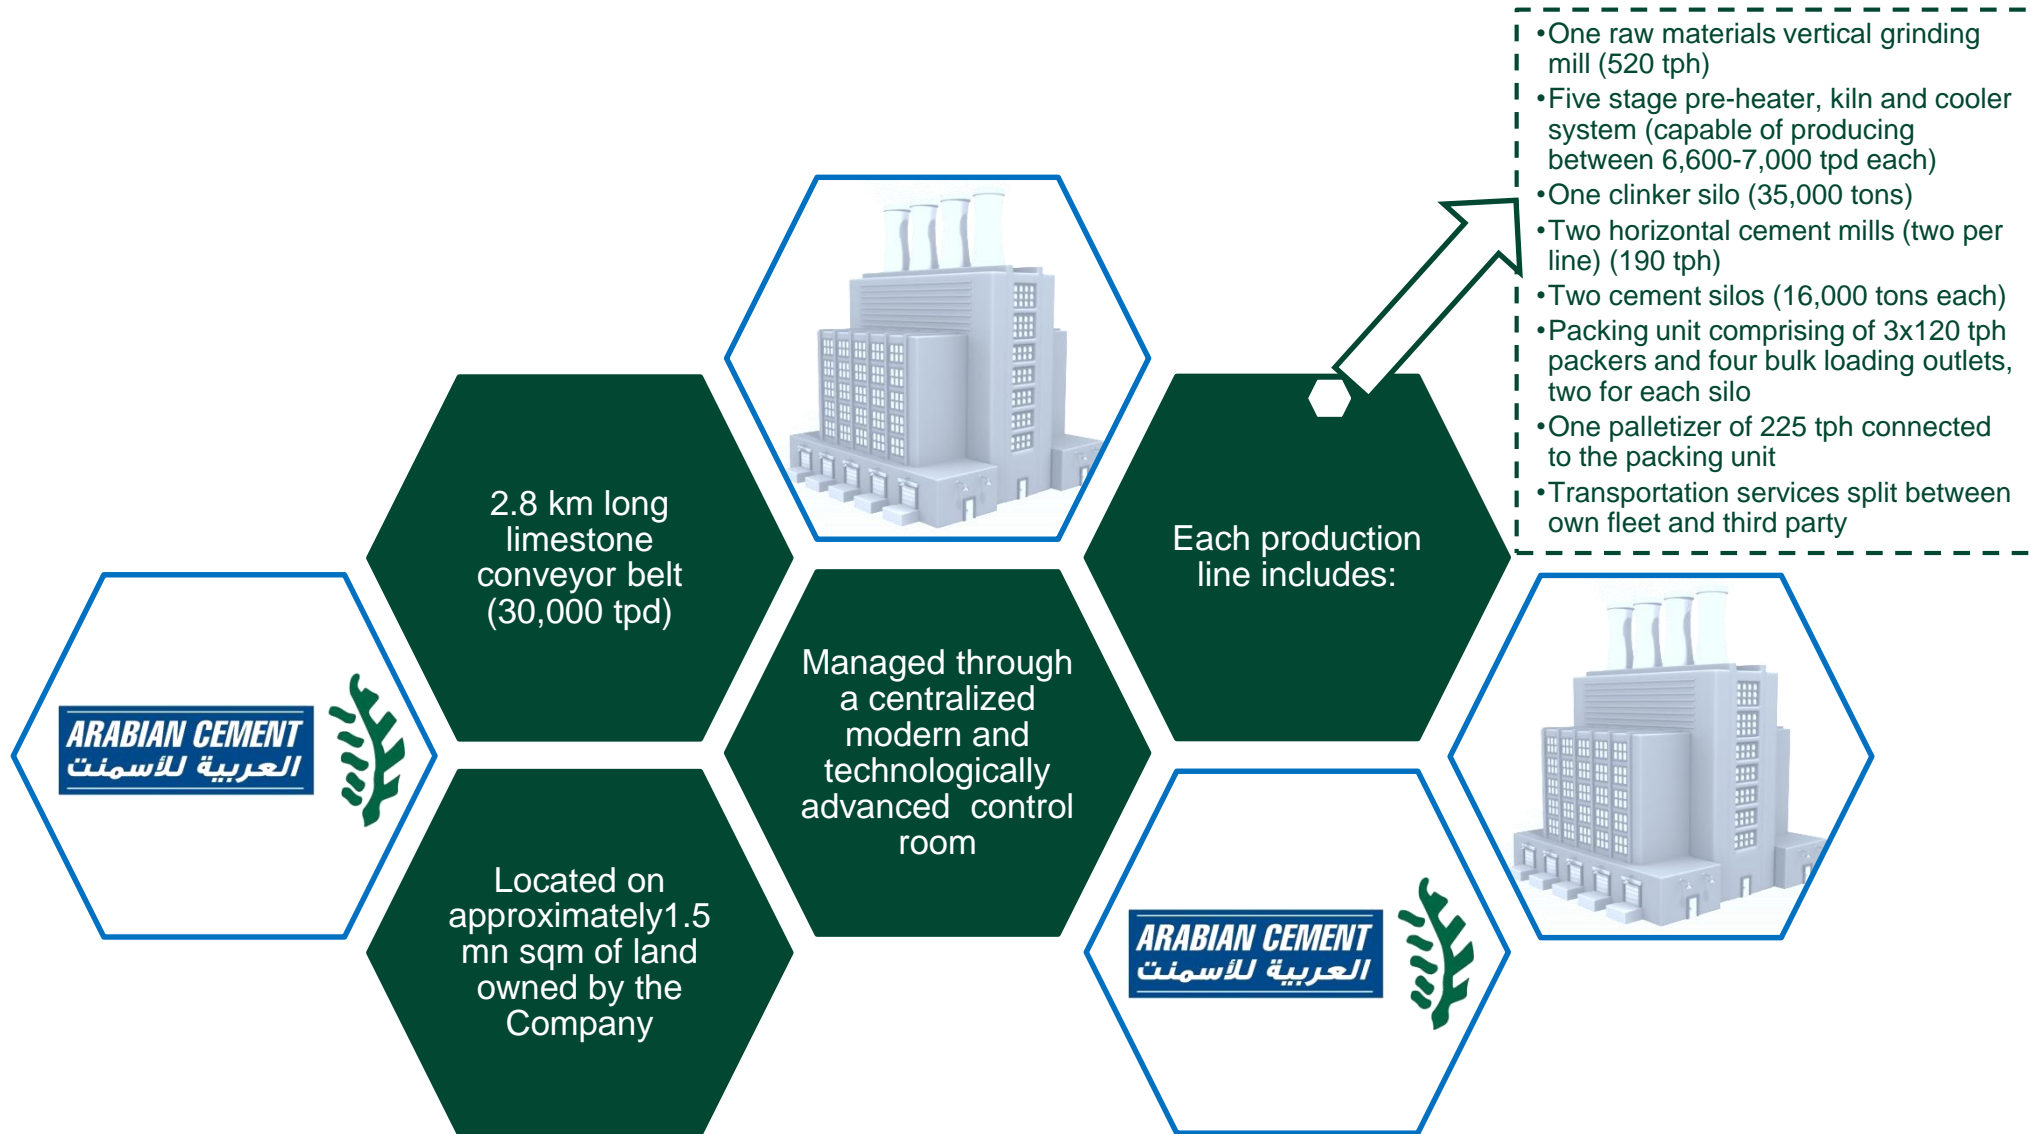 •One raw materials vertical grinding
mill (520 tph)
•Five stage pre-heater, kiln and cooler
system (capable of producing
between 6,600-7,000 tpd each)
•One clinker silo (35,000 tons)
•Two horizontal cement mills (two per
line) (190 tph)
•Two cement silos (16,000 tons each)
•Packing unit comprising of 3x120 tph
packers and four bulk loading outlets,
two for each silo
•One palletizer of 225 tph connected
to the packing unit
•Transportation services split between
own fleet and third party
2.8 km long
limestone
conveyor belt
(30,000 tpd)
Each production
line includes:
Managed through
a centralized
modern and
technologically
advanced  control
room
ARABIAN CEMENT
العربية للأسمنت
Located on
approximately1.5
mn sqm of land
owned by the
Company
ARABIAN CEMENT
العربية للأسمنت